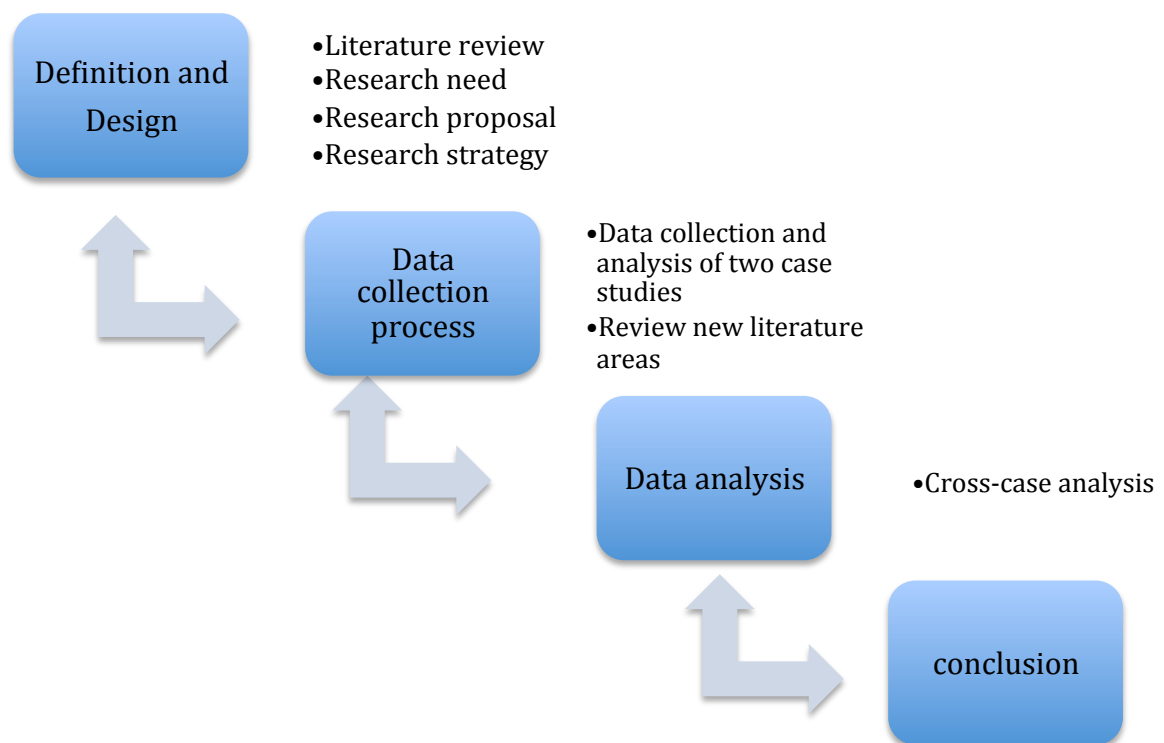 Definition and
Design
•Literature review
•Research need
•Research proposal
•Research strategy
Data
collection
process
•Data collection and
analysis of two case
studies
•Review new literature
areas
Data analysis
•Cross-case analysis
conclusion